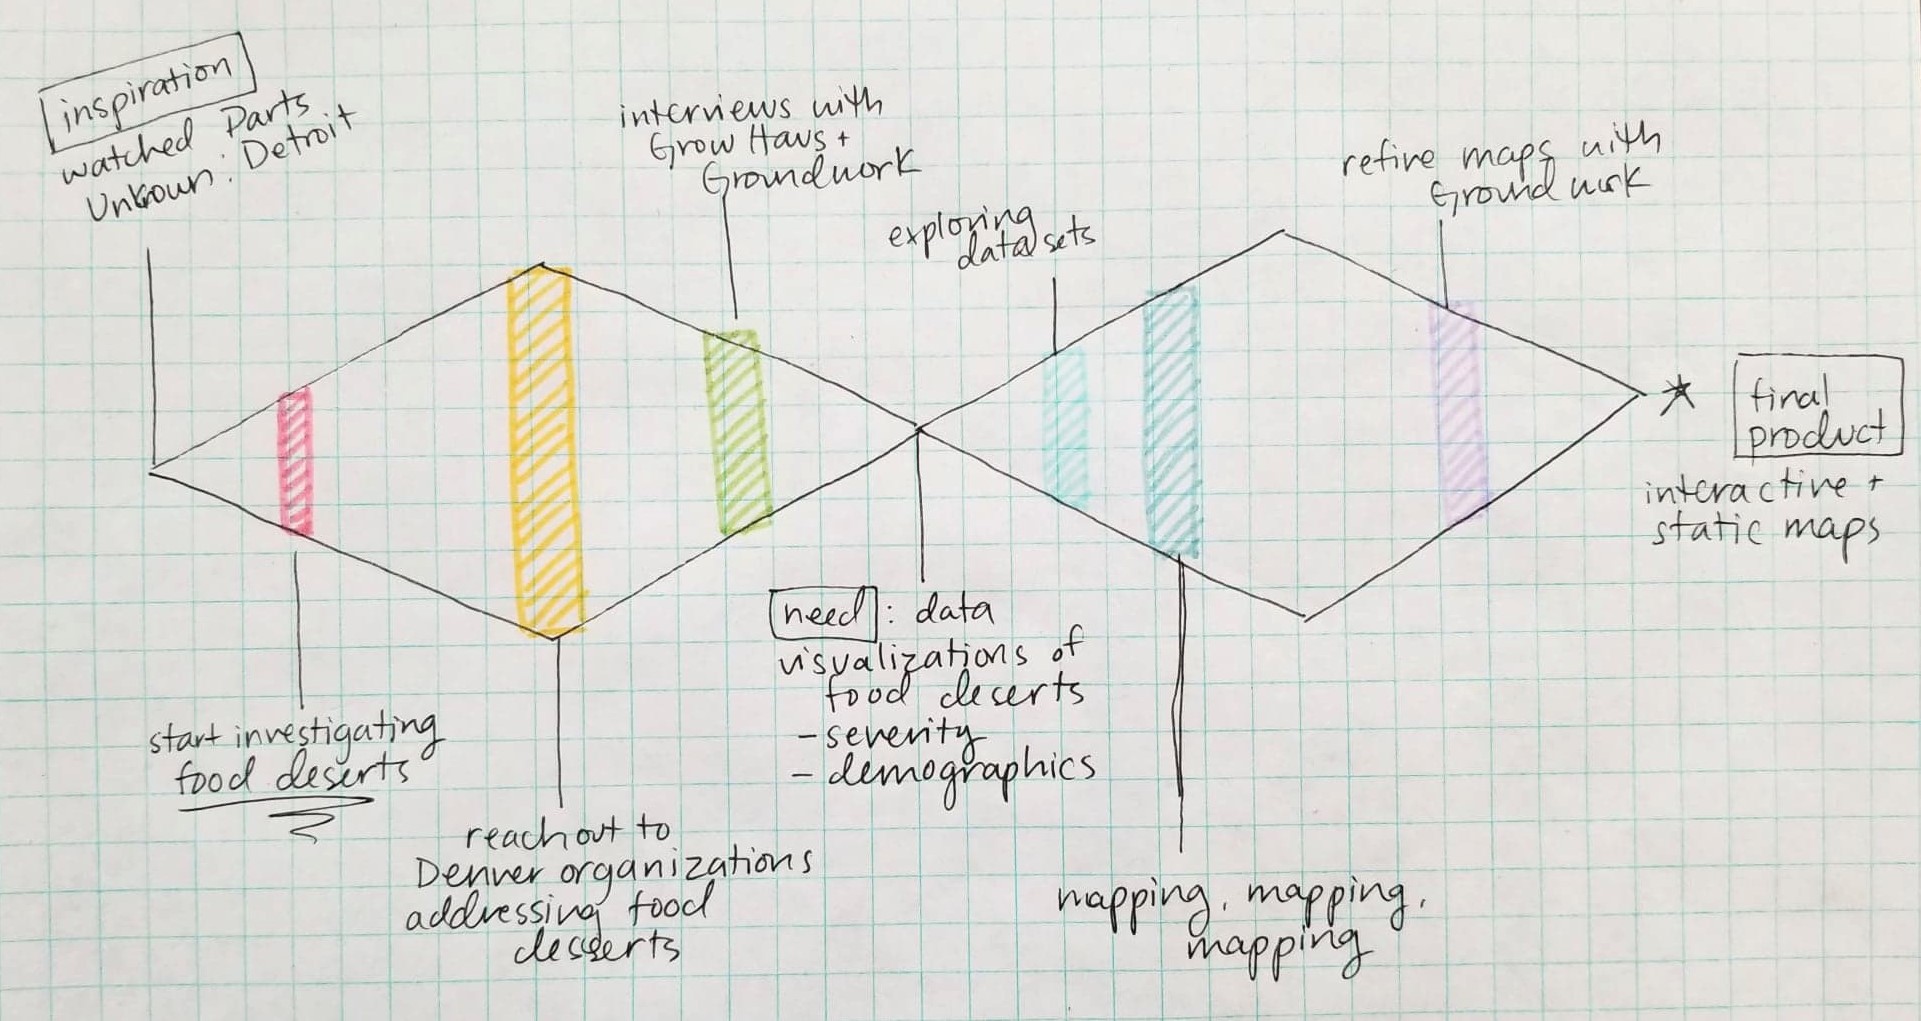 inspiration
watched Parts
Unkown: Detroit
interviews with
Grow Haus +
Groundwork
exploring
data sets
refine maps with
Groundwork
final
product
interactive +
static maps
need: data
visualizations of
food deserts
- severity
- demographics
start investigating
food deserts
reach out to
Denver organizations
addressing food
desserts
mapping, mapping,
mapping